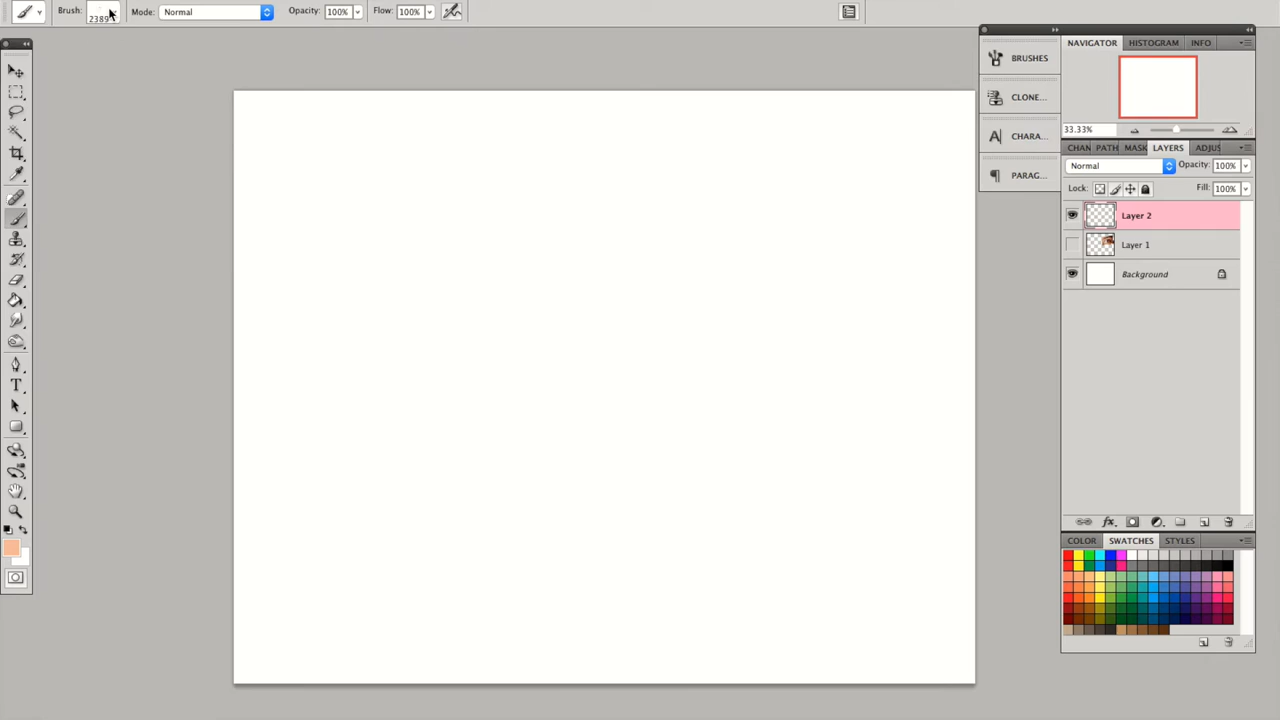 Brush: 2389 Mode: Normal Opacity: 100% Flow: 100%
BRUSHES
CLONE...
CHARA...
PARAG...
NAVIGATOR HISTOGRAM INFO
33.33%
CHAN PATH MASK LAYERS ADJUS
Normal Opacity: 100%
Lock: Fill: 100%
Layer 2
Layer 1
Background
COLOR SWATCHES STYLES